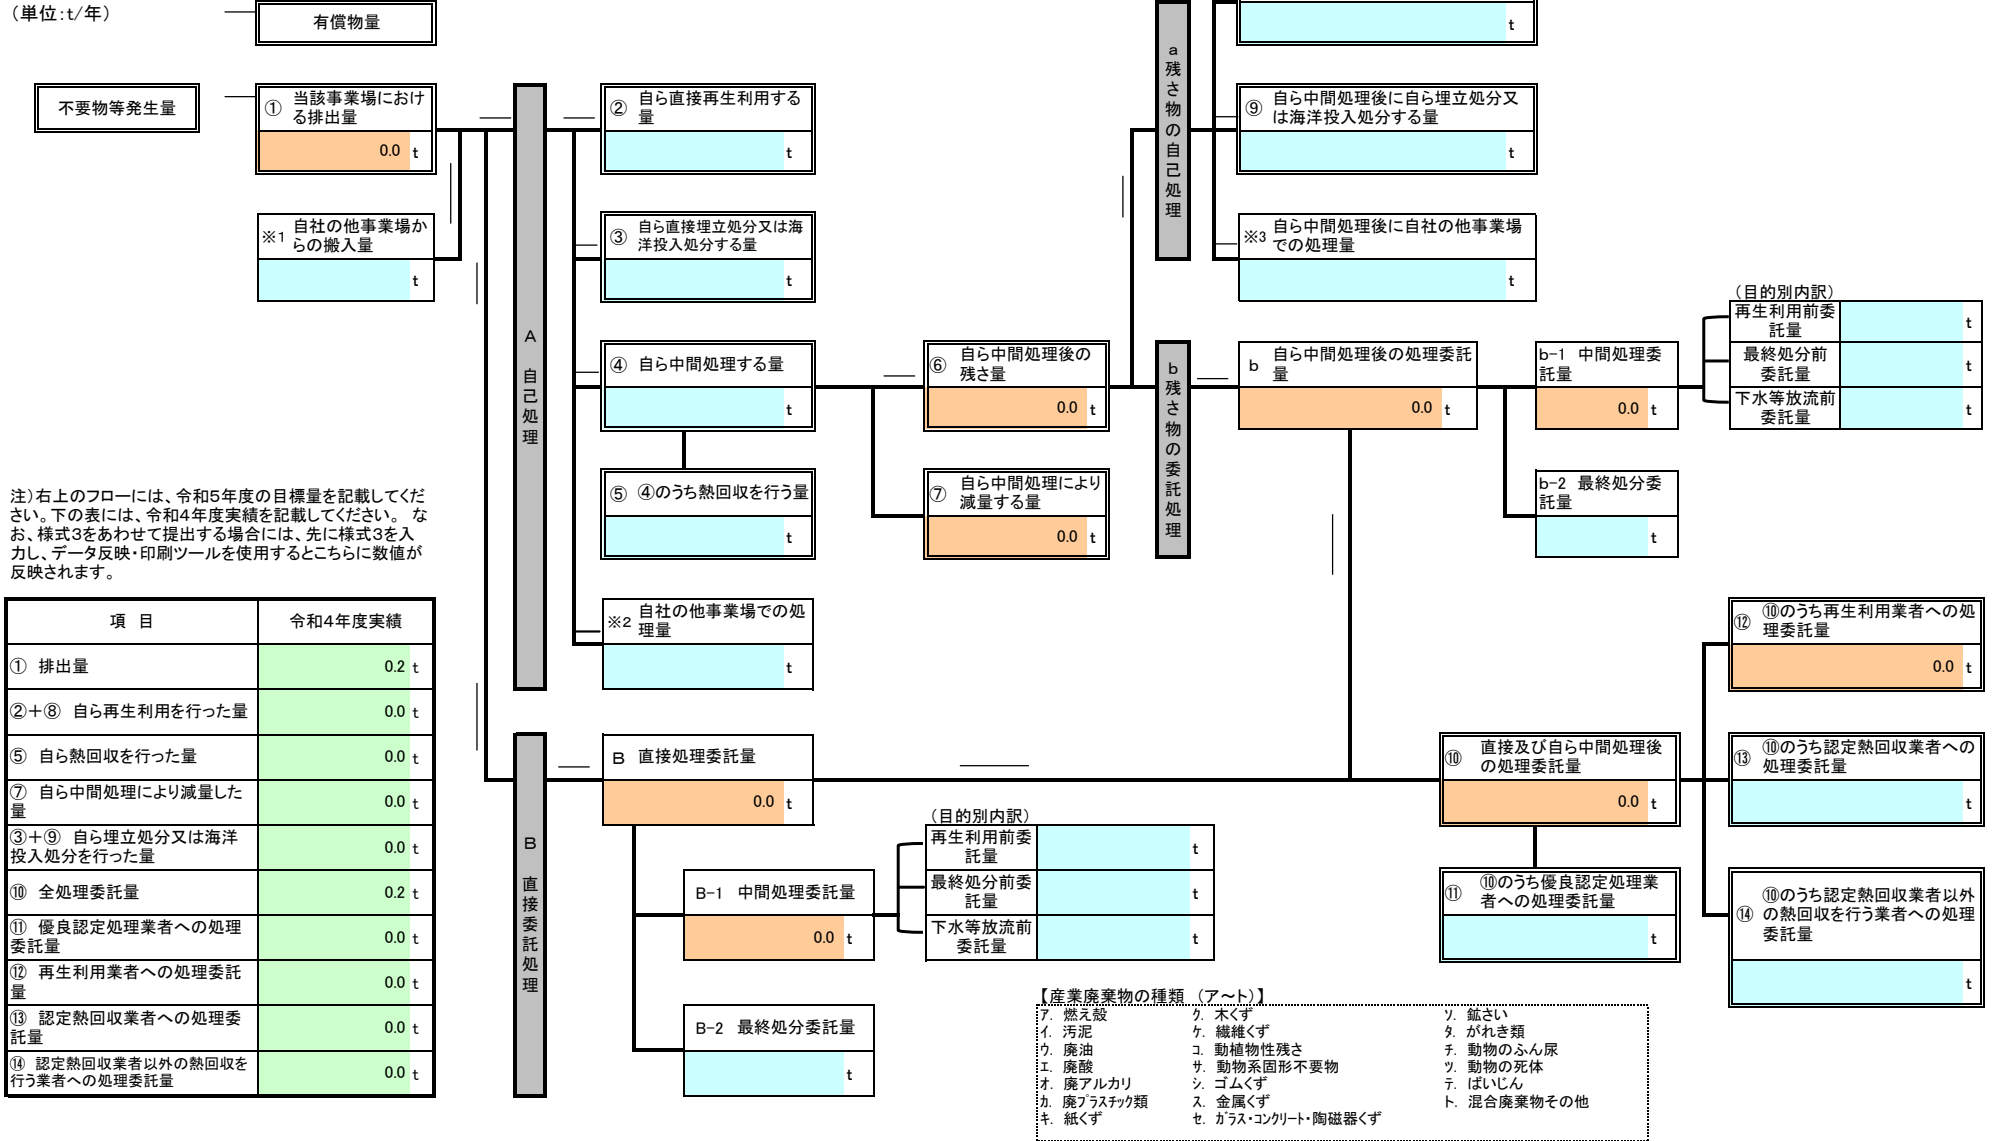 （単位：t/年）
有償物量
t
不要物等発生量
① 当該事業場におけ
る排出量
0.0 t
※1 自社の他事業場か
らの搬入量
t
A 自己処理
② 自ら直接再生利用する
量
t
③ 自ら直接埋立処分又は海
洋投入処分する量
t
④ 自ら中間処理する量
t
⑤ ④のうち熱回収を行う量
t
※2 自社の他事業場での処
理量
t
⑥ 自ら中間処理後の
残さ量
0.0 t
⑦ 自ら中間処理により
減量する量
0.0 t
a残さ物の自己処理
⑨ 自ら中間処理後に自ら埋立処分又
は海洋投入処分する量
t
※3 自ら中間処理後に自社の他事業場
での処理量
t
b残さ物の委託処理
b 自ら中間処理後の処理委託
量
0.0 t
b-1 中間処理委
託量
0.0 t
（目的別内訳）
再生利用前委
託量
t
最終処分前
委託量
t
下水等放流前
委託量
t
b-2 最終処分委
託量
t
注）右上のフローには、令和５年度の目標量を記載してくだ
さい。下の表には、令和４年度実績を記載してください。 な
お、様式３をあわせて提出する場合には、先に様式３を入
力し、データ反映・印刷ツールを使用するとこちらに数値が
反映されます。
項 目 令和４年度実績
① 排出量 0.2 t
②＋⑧ 自ら再生利用を行った量 0.0 t
⑤ 自ら熱回収を行った量 0.0 t
⑦ 自ら中間処理により減量した
量 0.0 t
③＋⑨ 自ら埋立処分又は海洋
投入処分を行った量 0.0 t
⑩ 全処理委託量 0.2 t
⑪ 優良認定処理業者への処理
委託量 0.0 t
⑫ 再生利用業者への処理委託
量 0.0 t
⑬ 認定熱回収業者への処理委
託量 0.0 t
⑭ 認定熱回収業者以外の熱回収を
行う業者への処理委託量 0.0 t
B 直接委託処理
B 直接処理委託量
0.0 t
B-1 中間処理委託量
0.0 t
（目的別内訳）
再生利用前委
託量
t
最終処分前委
託量
t
下水等放流前
委託量
t
B-2 最終処分委託量
t
⑩ 直接及び自ら中間処理後
の処理委託量
0.0 t
⑪ ⑩のうち優良認定処理業
者への処理委託量
t
⑫ ⑩のうち再生利用業者への処
理委託量
0.0 t
⑬ ⑩のうち認定熱回収業者への
処理委託量
t
⑭ ⑩のうち認定熱回収業者以外
の熱回収を行う業者への処理
委託量
t
【産業廃棄物の種類 （ア～ト）】
ア. 燃え殻 ク. 木くず ソ. 鉱さい
イ. 汚泥 ケ. 繊維くず タ. がれき類
ウ. 廃油 コ. 動植物性残さ チ. 動物のふん尿
エ. 廃酸 サ. 動物系固形不要物 ツ. 動物の死体
オ. 廃アルカリ シ. ゴムくず テ. ばいじん
カ. 廃プラスチック類 ス. 金属くず ト. 混合廃棄物その他
キ. 紙くず セ. ガラス・コンクリート・陶磁器くず